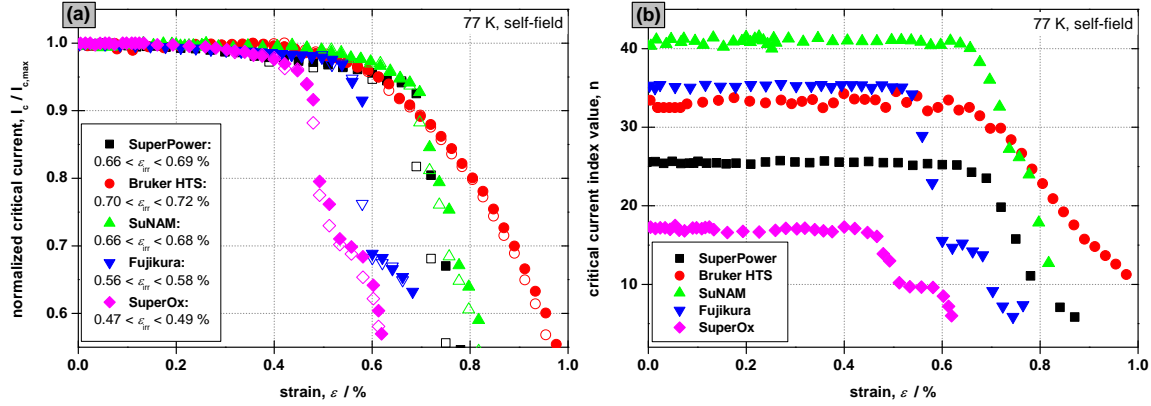 (a)
77 K, self-field
1.0
0.9
0.8
0.7
0.6
normalized critical current, I_c / I_c,max
SuperPower:
0.66 < ε_irr < 0.69 %
Bruker HTS:
0.70 < ε_irr < 0.72 %
SuNAM:
0.66 < ε_irr < 0.68 %
Fujikura:
0.56 < ε_irr < 0.58 %
SuperOx:
0.47 < ε_irr < 0.49 %
0.0 0.2 0.4 0.6 0.8 1.0
strain, ε / %
(b)
77 K, self-field
40
30
20
10
critical current index value, n
SuperPower
Bruker HTS
SuNAM
Fujikura
SuperOx
0.0 0.2 0.4 0.6 0.8 1.0
strain, ε / %